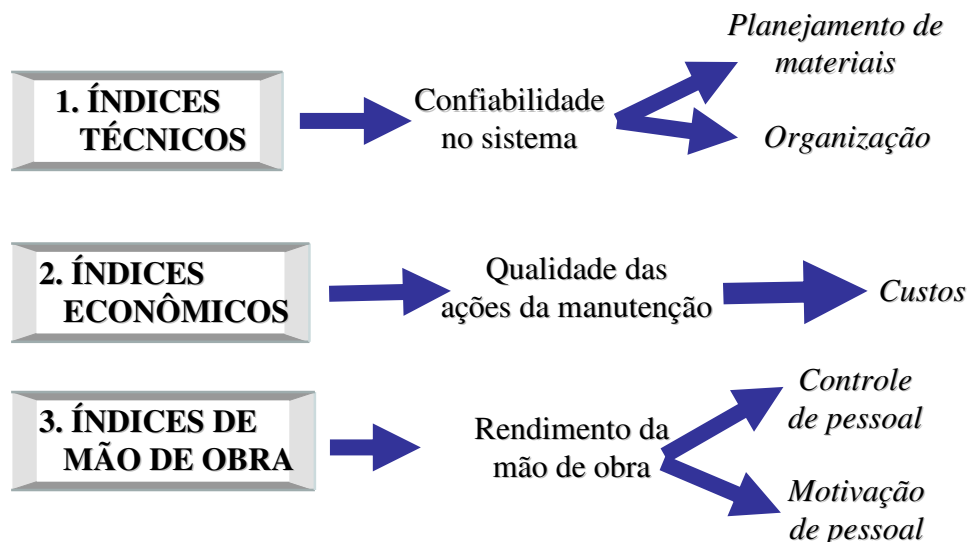 1. ÍNDICES
TÉCNICOS
Confiabilidade
no sistema
Planejamento de
materiais
Organização
2. ÍNDICES
ECONÔMICOS
Qualidade das
ações da manutenção
Custos
3. ÍNDICES DE
MÃO DE OBRA
Rendimento da
mão de obra
Controle
de pessoal
Motivação
de pessoal